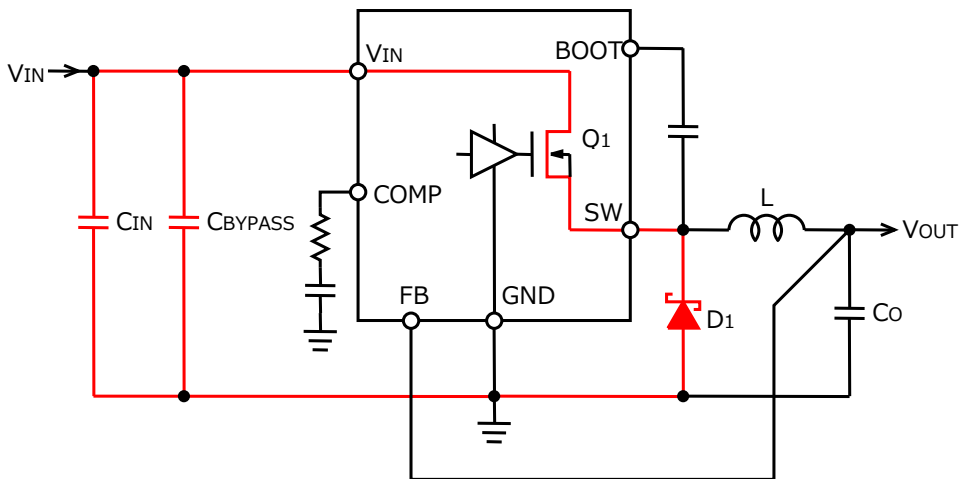 VIN
VIN
BOOT
Q1
COMP
CIN
CBYPASS
SW
L
VOUT
FB
GND
D1
CO